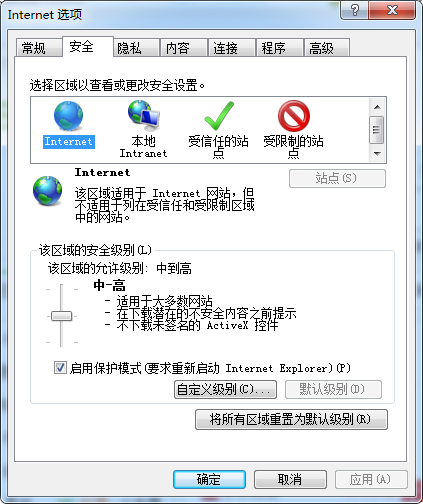 Internet 选项
常规 安全 隐私 内容 连接 程序 高级
选择区域以查看或更改安全设置。
Internet
本地
Intranet
受信任的站
点
受限制的站
点
Internet
站点(S)
该区域适用于 Internet 网站，但
不适用于列在受信任和受限制区域
中的网站。
该区域的安全级别(L)
该区域的允许级别: 中到高
中-高
- 适用于大多数网站
- 在下载潜在的不安全内容之前提示
- 不下载未签名的 ActiveX 控件
启用保护模式(要求重新启动 Internet Explorer)(P)
自定义级别(C)... 默认级别(D)
将所有区域重置为默认级别(R)
确定 取消 应用(A)